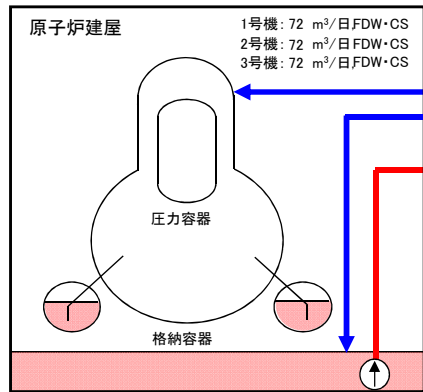 原子炉建屋
1号機: 72 m³/日,FDW・CS
2号機: 72 m³/日,FDW・CS
3号機: 72 m³/日,FDW・CS
圧力容器
格納容器